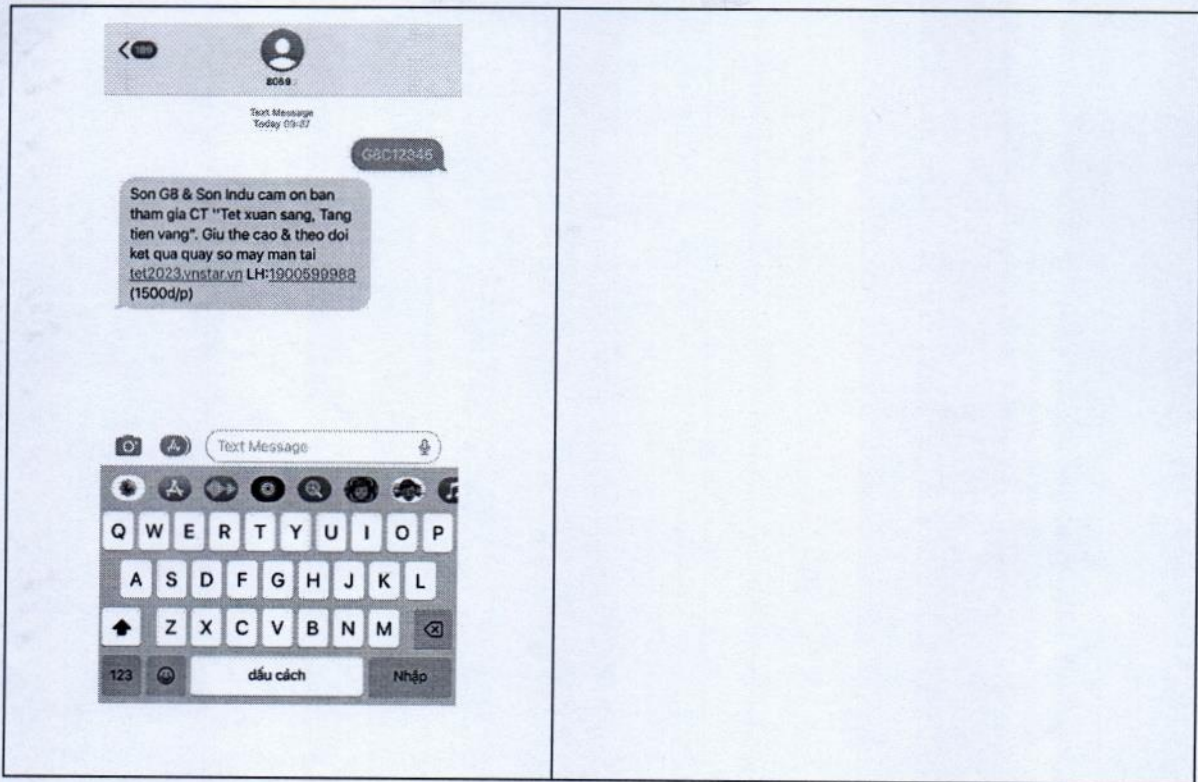 189
8069
Text Message
Today 09:27
G8C12345
Son G8 & Son Indu cam on ban
tham gia CT "Tet xuan sang, Tang
tien vang". Giu the cao & theo doi
ket qua quay so may man tai
tet2023.vnstar.vn LH:1900599988
(1500d/p)
Text Message
Q W E R T Y U I O P
A S D F G H J K L
Z X C V B N M
123 dấu cách Nhập